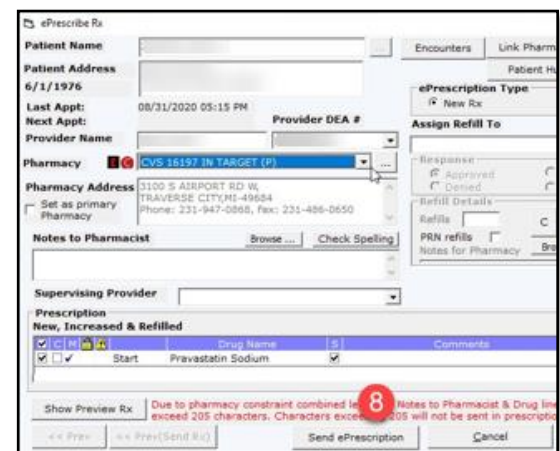 ePrescribe Rx
Patient Name ... Encounters Link Pharm
Patient Address Patient Hu
6/1/1976 ePrescription Type
New Rx
Last Appt: 08/31/2020 05:15 PM
Next Appt: Provider DEA # Assign Refill To
Provider Name
Pharmacy E C CVS 16197 IN TARGET (P) ... Response
Approved C
Pharmacy Address 3100 S AIRPORT RD W, Denied C
TRAVERSE CITY,MI-49684 Refill Details
Set as primary Phone: 231-947-0868, Fax: 231-486-0650
Pharmacy Refills C
Notes to Pharmacist Browse ... Check Spelling PRN refills
Notes for Pharmacy Bro
Supervising Provider
Prescription
New, Increased & Refilled
C M Drug Name S Comments
Start Pravastatin Sodium
Show Preview Rx Due to pharmacy constraint combined le 8 Notes to Pharmacist & Drug line
exceed 205 characters. Characters excee 205 will not be sent in prescriptio
<< Prev << Prev(Send Rx) Send ePrescription Cancel